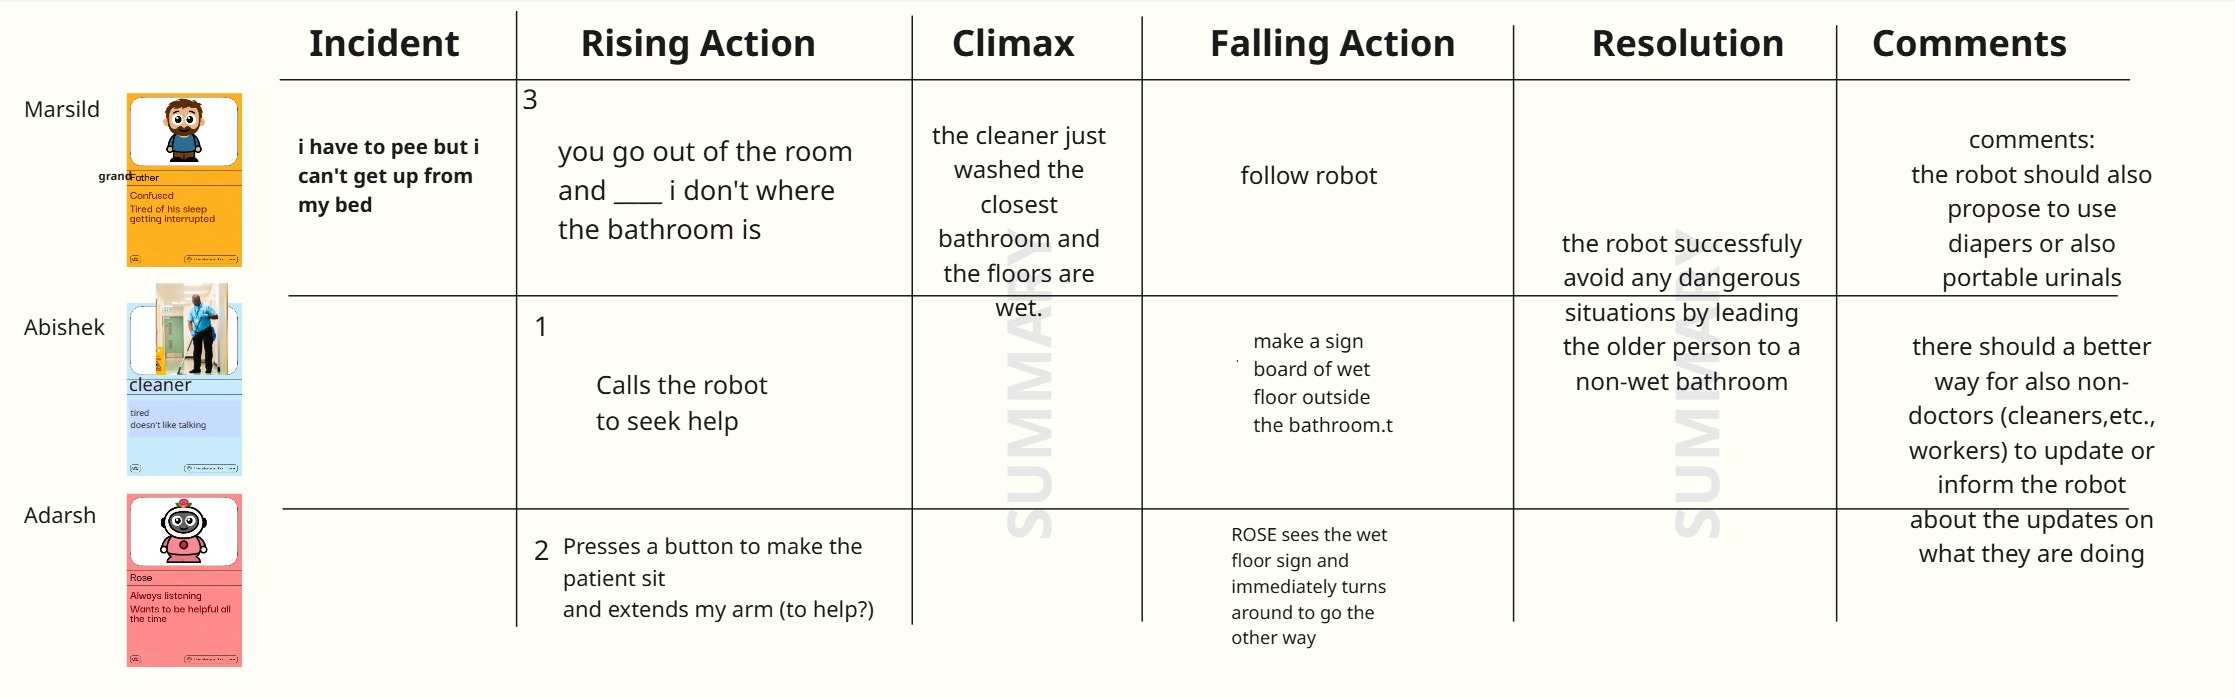 Incident
Rising Action
Climax
Falling Action
Resolution
Comments
Marsild
grand
Father
Confused
Tired of his sleep
getting interrupted
i have to pee but i
can't get up from
my bed
3
you go out of the room
and ____ i don't where
the bathroom is
the cleaner just
washed the
closest
bathroom and
the floors are
wet.
follow robot
the robot successfuly
avoid any dangerous
situations by leading
the older person to a
non-wet bathroom
comments:
the robot should also
propose to use
diapers or also
portable urinals
Abishek
cleaner
tired
doesn't like talking
1
Calls the robot
to seek help
SUMMARY
make a sign
board of wet
floor outside
the bathroom.t
SUMMARY
there should a better
way for also non-
doctors (cleaners,etc.,
workers) to update or
inform the robot
about the updates on
what they are doing
Adarsh
Rose
Always listening
Wants to be helpful all
the time
2
Presses a button to make the
patient sit
and extends my arm (to help?)
ROSE sees the wet
floor sign and
immediately turns
around to go the
other way